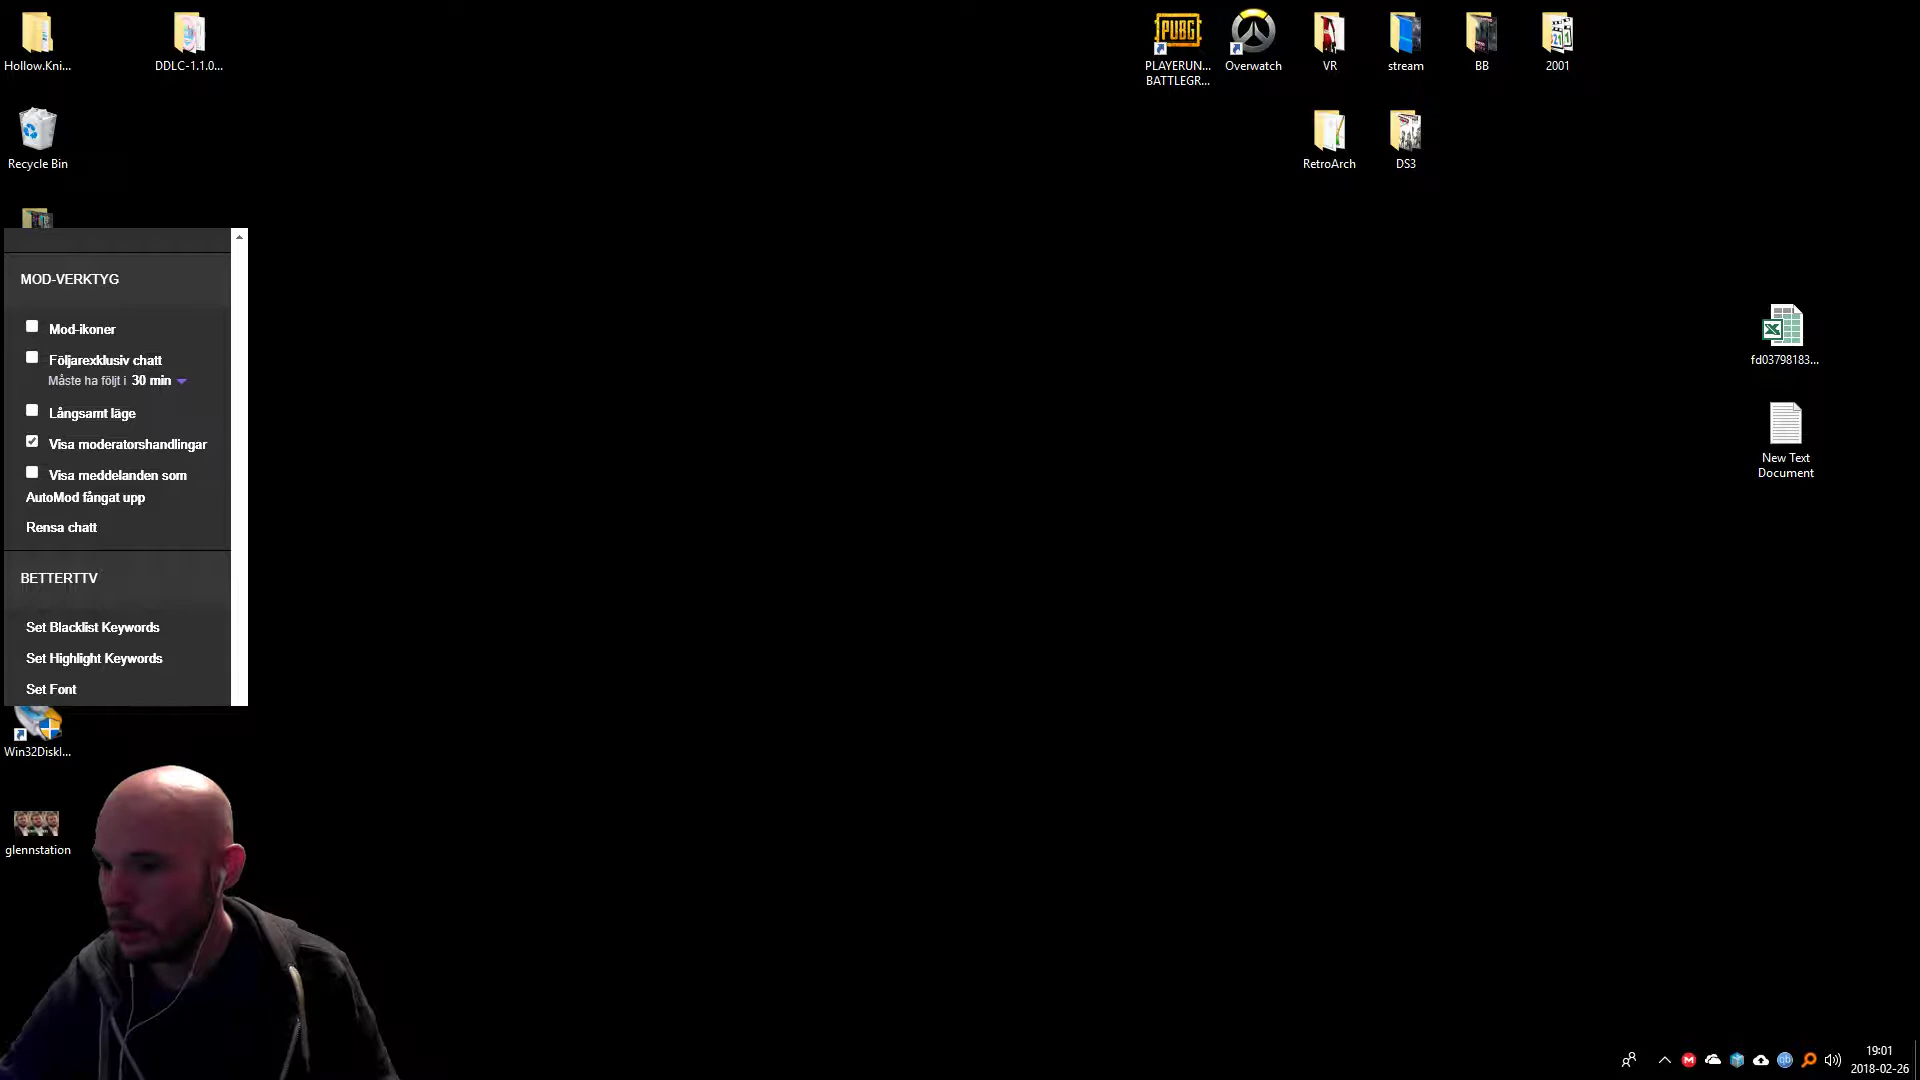 Hollow.Kni...
DDLC-1.1.0...
PUBG
PLAYERUN...
BATTLEGR...
Overwatch
VR
stream
BB
2001
Recycle Bin
RetroArch
DS3
MOD-VERKTYG
Mod-ikoner
Följarexklusiv chatt
Måste ha följt i 30 min
Långsamt läge
Visa moderatorshandlingar
Visa meddelanden som
AutoMod fångat upp
Rensa chatt
BETTERTTV
Set Blacklist Keywords
Set Highlight Keywords
Set Font
fd03798183...
New Text
Document
Win32DiskI...
glennstation
19:01
2018-02-26